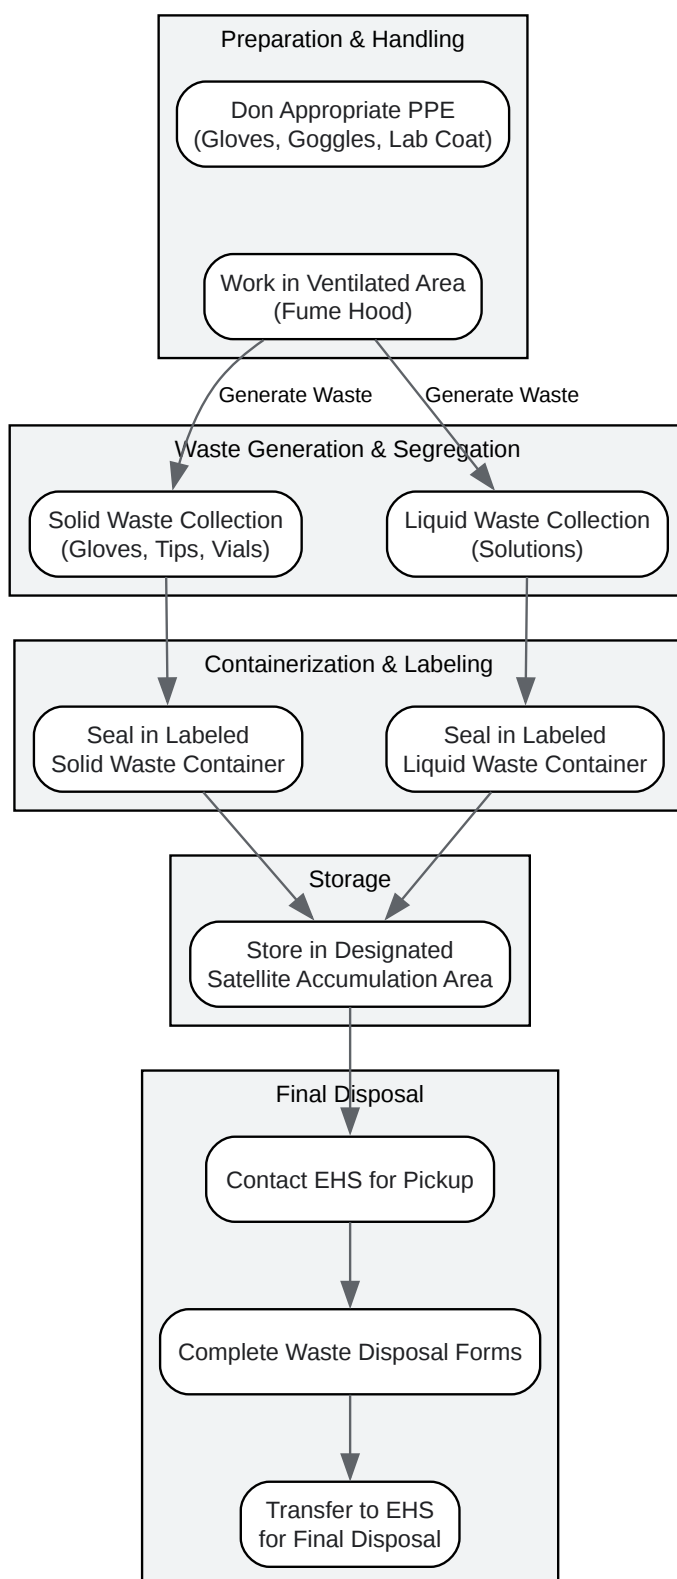 Preparation & Handling
Don Appropriate PPE
(Gloves, Goggles, Lab Coat)
Work in Ventilated Area
(Fume Hood)
Generate Waste
Generate Waste
Waste Generation & Segregation
Solid Waste Collection
(Gloves, Tips, Vials)
Liquid Waste Collection
(Solutions)
Containerization & Labeling
Seal in Labeled
Solid Waste Container
Seal in Labeled
Liquid Waste Container
Storage
Store in Designated
Satellite Accumulation Area
Final Disposal
Contact EHS for Pickup
Complete Waste Disposal Forms
Transfer to EHS
for Final Disposal